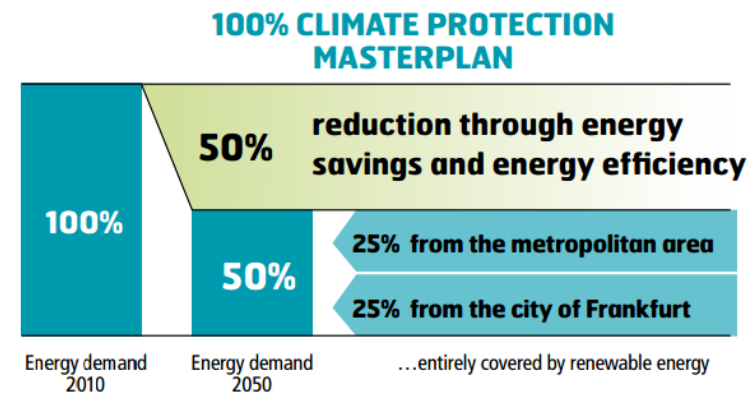 100% CLIMATE PROTECTION
MASTERPLAN
50%
reduction through energy
savings and energy efficiency
100%
50%
25% from the metropolitan area
25% from the city of Frankfurt
Energy demand
2010
Energy demand
2050
...entirely covered by renewable energy